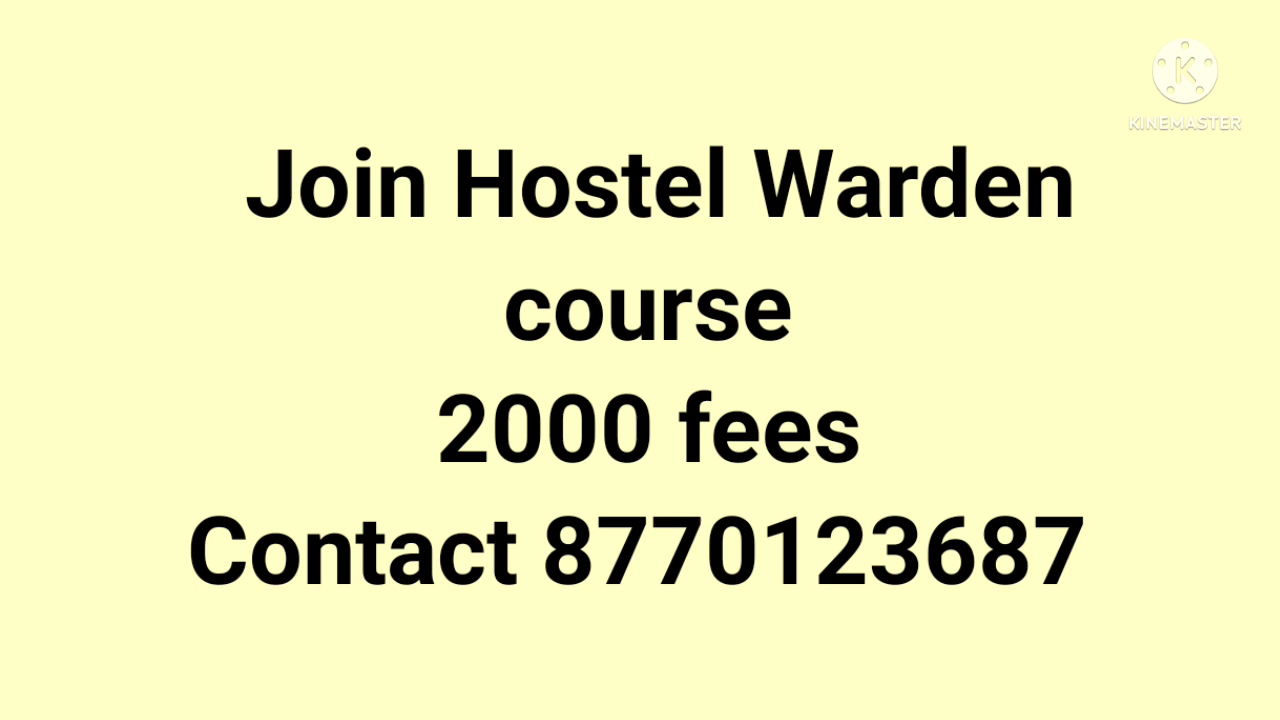 KINEMASTER
Join Hostel Warden
course
2000 fees
Contact 8770123687